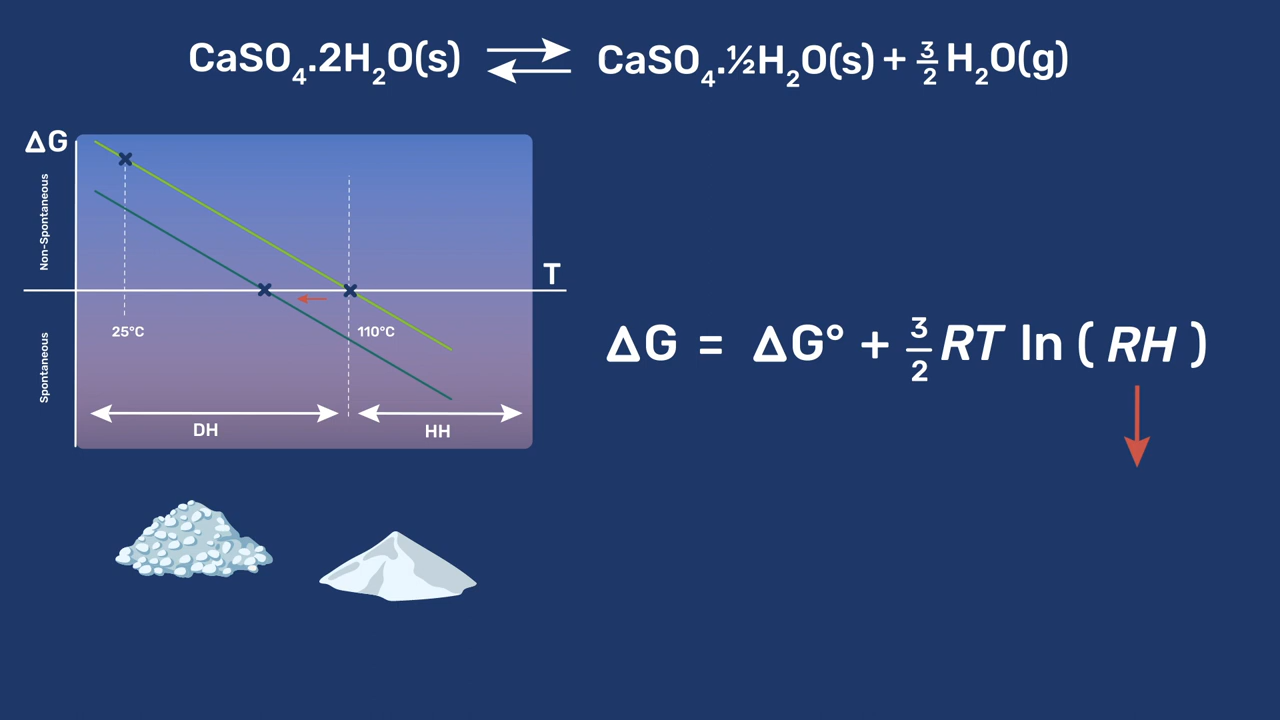 CaSO₄.2H₂O(s) ⇌ CaSO₄.½H₂O(s) + 3/2 H₂O(g)
ΔG
Non-Spontaneous
T
25°C
110°C
Spontaneous
DH
HH
ΔG = ΔG° + 3/2 RT ln ( RH )